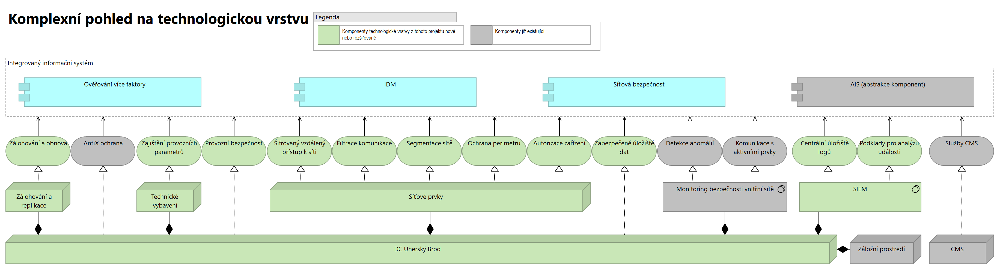 Komplexní pohled na technologickou vrstvu
Legenda
Komponenty technologické vrstvy z tohoto projektu nové
nebo rozšiřované
Komponenty již existující
Integrovaný informační systém
Ověřování více faktory
IDM
Síťová bezpečnost
AIS (abstrakce komponent)
Zálohování a obnova
AntiX ochrana
Zajištění provozních
parametrů
Provozní bezpečnost
Šifrovaný vzdálený
přístup k síti
Filtrace komunikace
Segmentace sítě
Ochrana perimetru
Autorizace zařízení
Zabezpečené úložiště
dat
Detekce anomálií
Komunikace s
aktivními prvky
Centrální úložiště
logů
Podklady pro analýzu
události
Služby CMS
Zálohování a
replikace
Technické
vybavení
Síťové prvky
Monitoring bezpečnosti vnitřní sítě
SIEM
DC Uherský Brod
Záložní prostředí
CMS